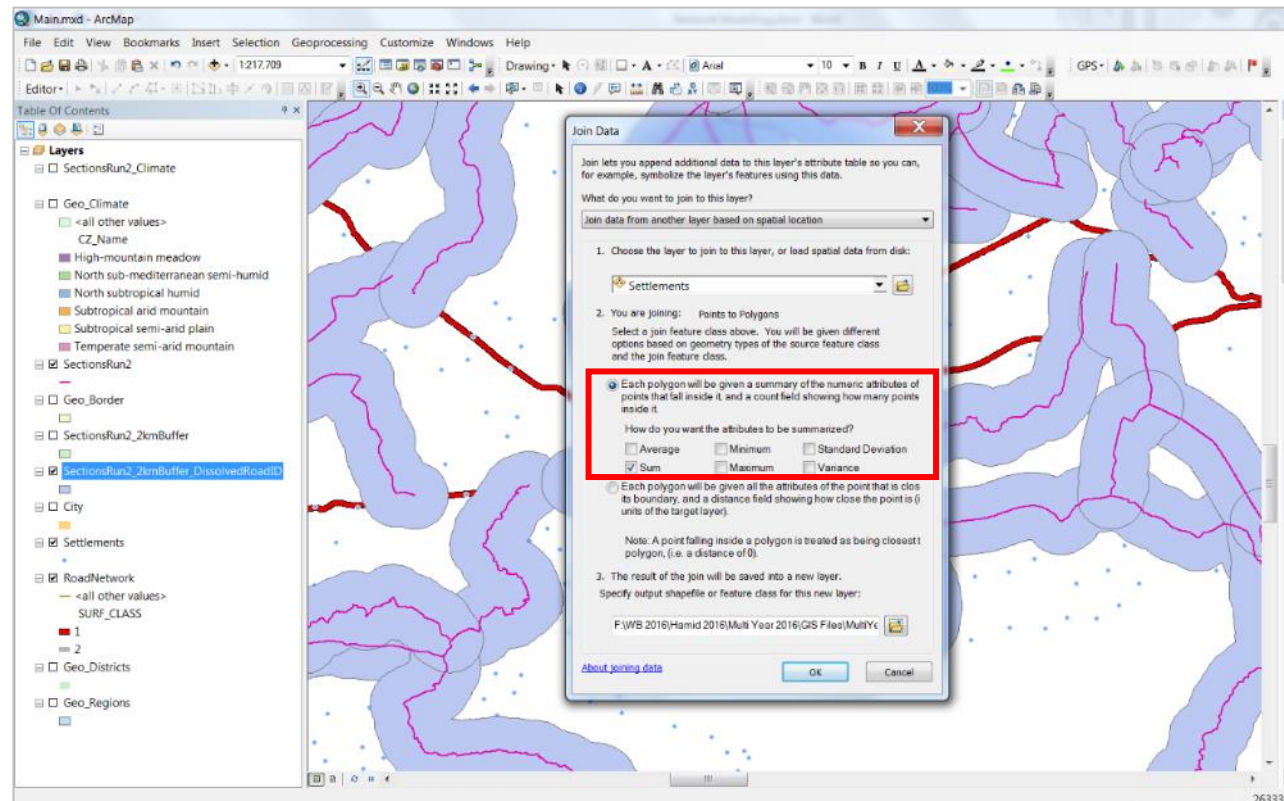 Main.mxd - ArcMap
File Edit View Bookmarks Insert Selection Geoprocessing Customize Windows Help
1:217,709
Drawing
Arial
10
B I U A
GPS
Editor
Table Of Contents
Layers
SectionsRun2_Climate
Geo_Climate
<all other values>
CZ_Name
High-mountain meadow
North sub-mediterranean semi-humid
North subtropical humid
Subtropical arid mountain
Subtropical semi-arid plain
Temperate semi-arid mountain
SectionsRun2
Geo_Border
SectionsRun2_2kmBuffer
SectionsRun2_2kmBuffer_DissolvedRoadID
City
Settlements
RoadNetwork
<all other values>
SURF_CLASS
1
2
Geo_Districts
Geo_Regions
Join Data
Join lets you append additional data to this layer's attribute table so you can,
for example, symbolize the layer's features using this data.
What do you want to join to this layer?
Join data from another layer based on spatial location
1. Choose the layer to join to this layer, or load spatial data from disk:
Settlements
2. You are joining: Points to Polygons
Select a join feature class above. You will be given different
options based on geometry types of the source feature class
and the join feature class.
Each polygon will be given a summary of the numeric attributes of
points that fall inside it, and a count field showing how many points
inside it.
How do you want the attributes to be summarized?
Average Minimum Standard Deviation
Sum Maximum Variance
Each polygon will be given all the attributes of the point that is clos
its boundary, and a distance field showing how close the point is (i
units of the target layer).
Note: A point falling inside a polygon is treated as being closest t
polygon, (i.e. a distance of 0).
3. The result of the join will be saved into a new layer.
Specify output shapefile or feature class for this new layer:
F:\WB 2016\Hamid 2016\Multi Year 2016\GIS Files\MultiYe
About joining data
OK Cancel
26333